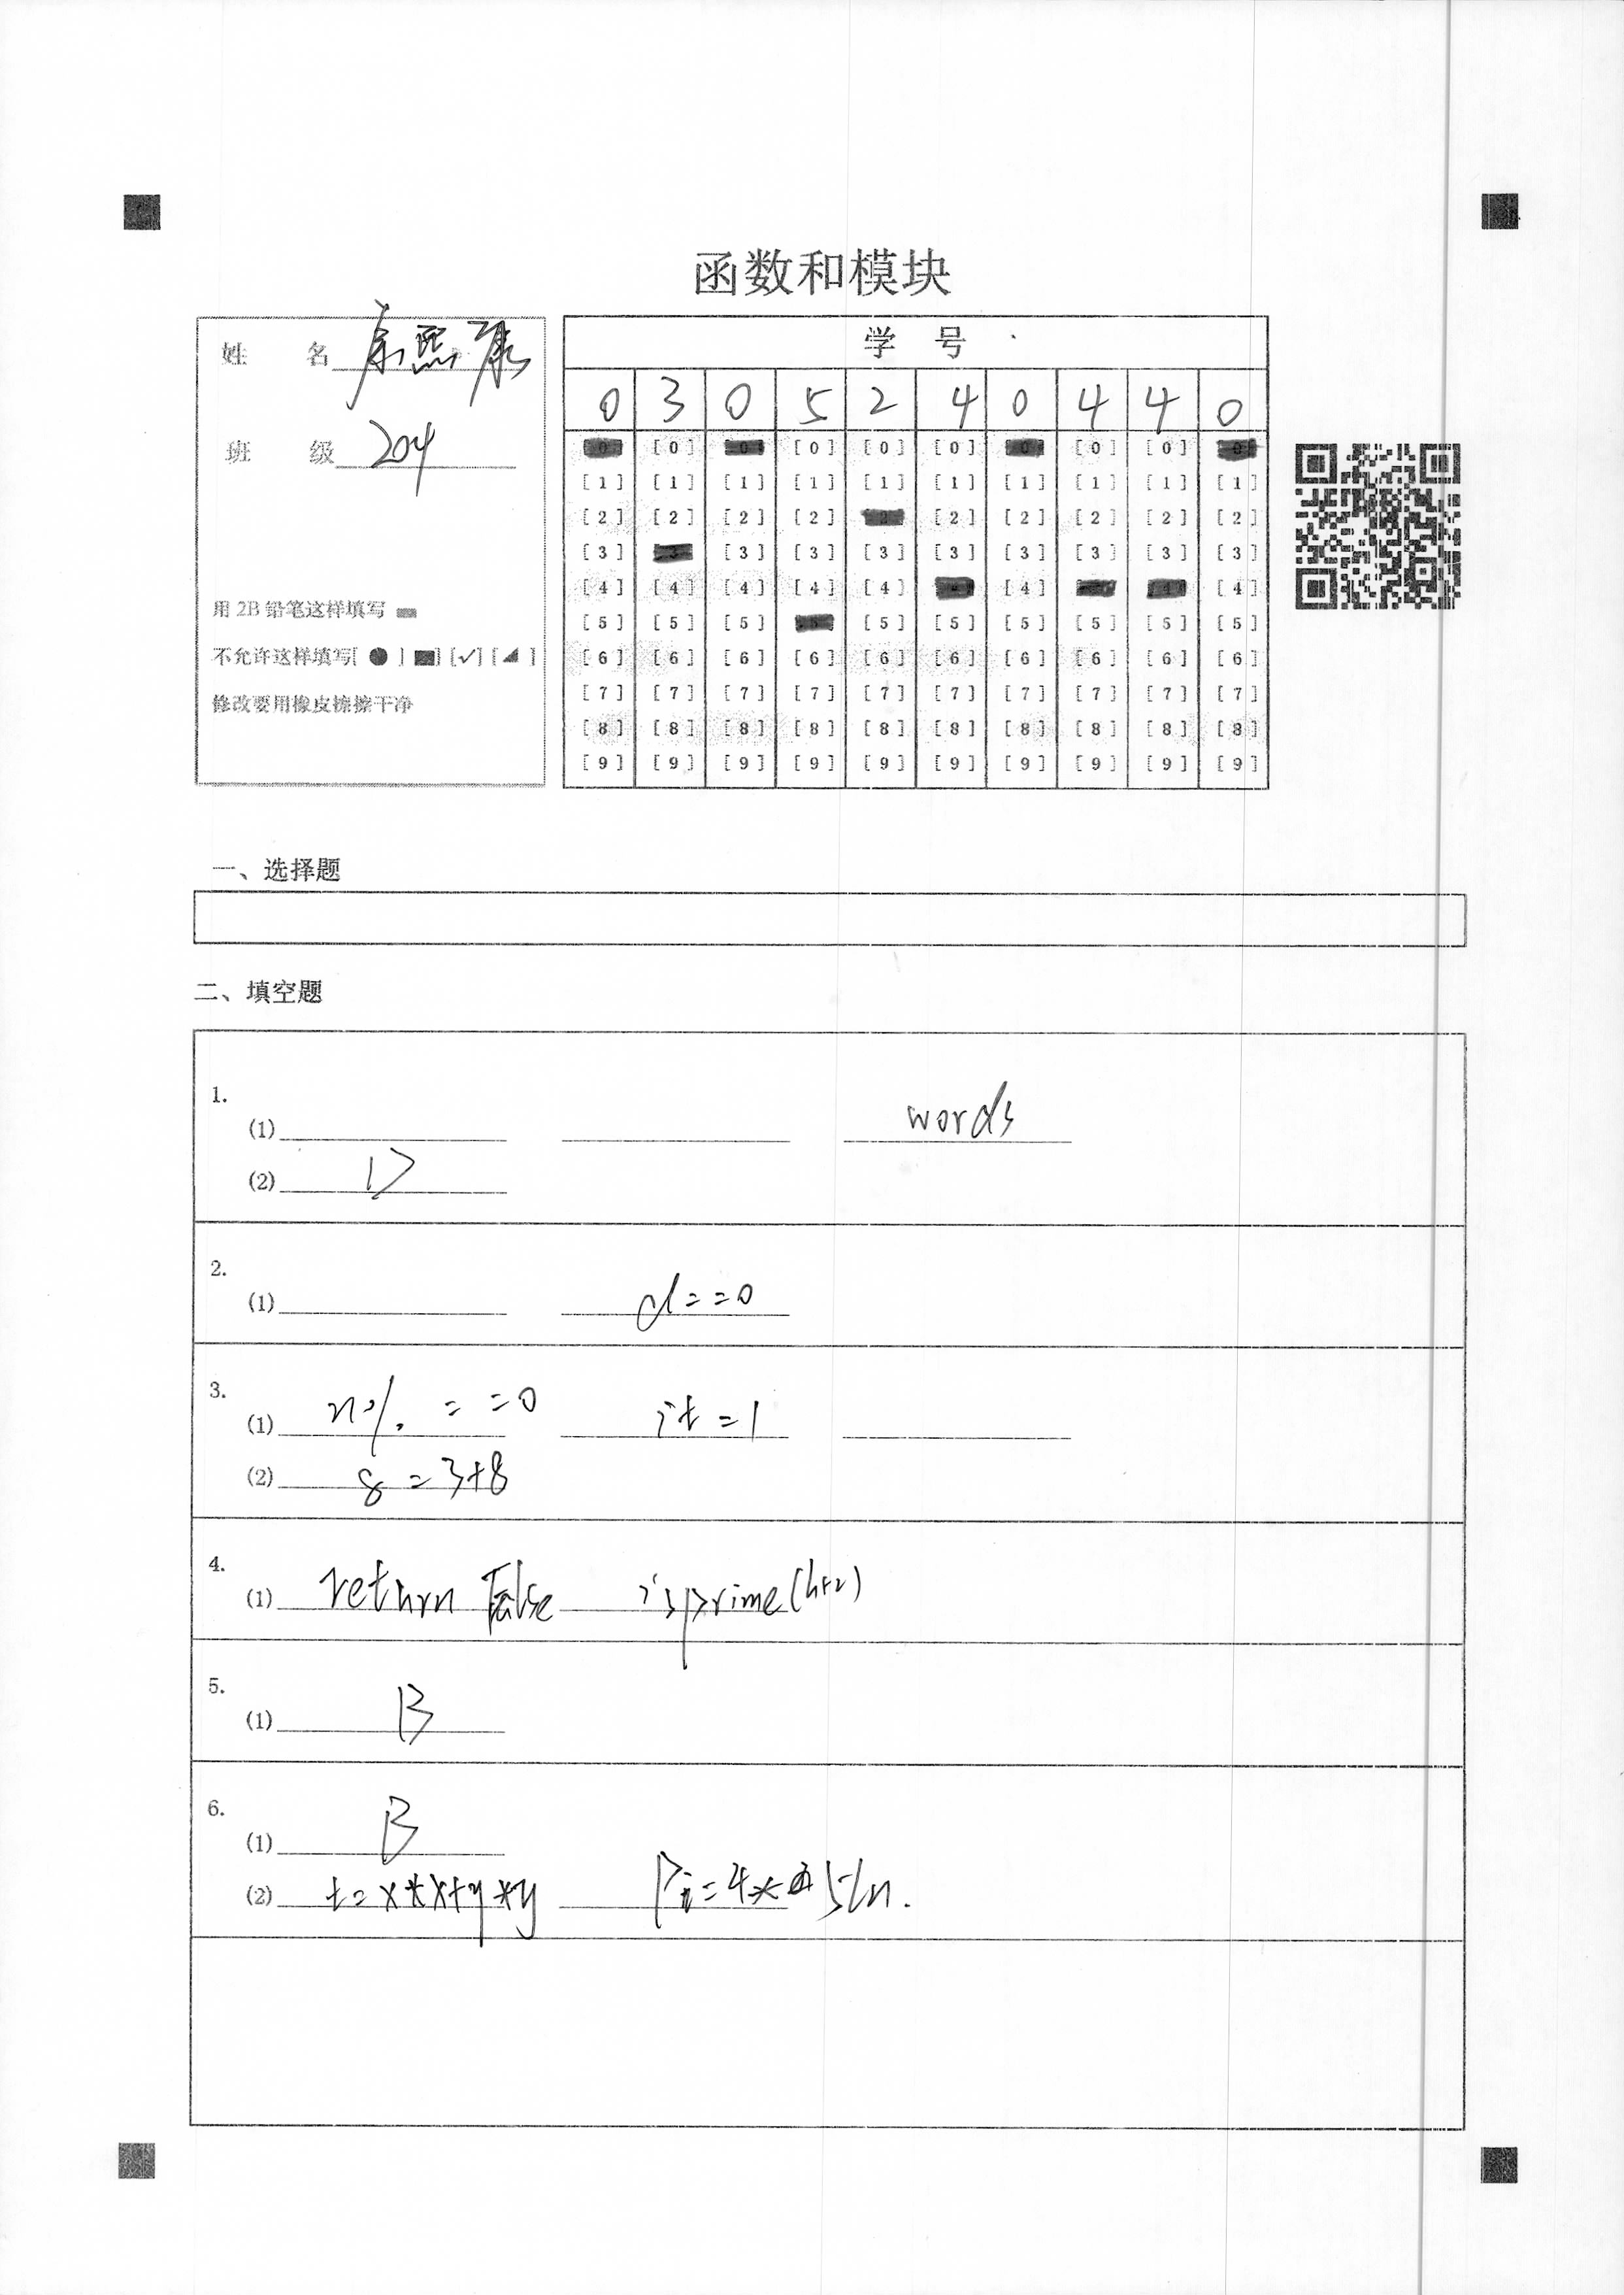 函数和模块
姓 名 余熙康
班 级 204
用 2B 铅笔这样填写
不允许这样填写[ ● ] [✓] [ ]
修改要用橡皮擦擦干净
学 号
0 3 0 5 2 4 0 4 4 0
[0] [0] [0] [0] [0] [0] [0] [0] [0] [0]
[1] [1] [1] [1] [1] [1] [1] [1] [1] [1]
[2] [2] [2] [2] [2] [2] [2] [2] [2] [2]
[3] [3] [3] [3] [3] [3] [3] [3] [3] [3]
[4] [4] [4] [4] [4] [4] [4] [4] [4] [4]
[5] [5] [5] [5] [5] [5] [5] [5] [5] [5]
[6] [6] [6] [6] [6] [6] [6] [6] [6] [6]
[7] [7] [7] [7] [7] [7] [7] [7] [7] [7]
[8] [8] [8] [8] [8] [8] [8] [8] [8] [8]
[9] [9] [9] [9] [9] [9] [9] [9] [9] [9]
一、选择题
二、填空题
1.
(1) words
(2) D
2.
(1) d==0
3.
(1) n% ==0 it=1
(2) 8=3+8
4.
(1) return False isprime(n+2)
5.
(1) B
6.
(1) B
(2) t=x*x+y*y Pi=4*